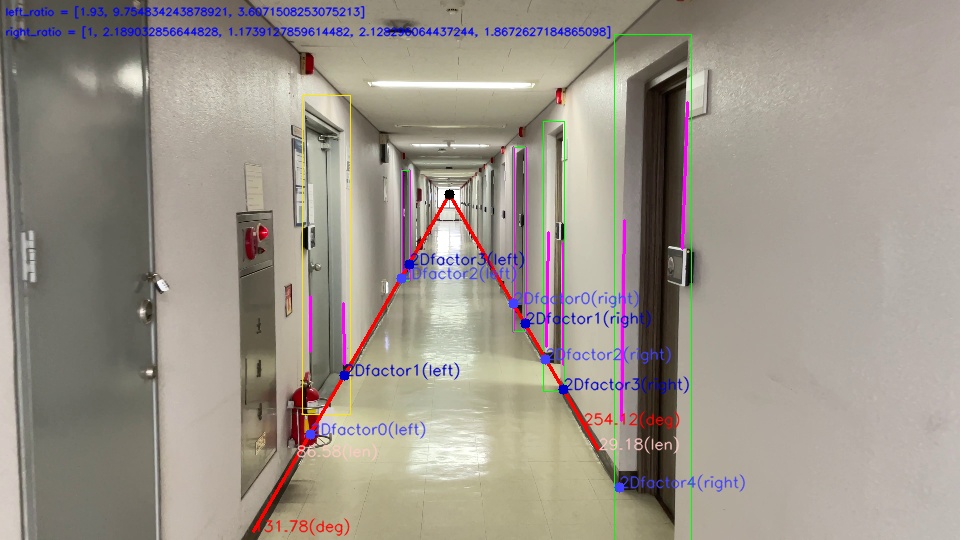 left_ratio = [1.93, 9.754834243878921, 3.6071508253075213]
right_ratio = [1, 2.189032856644828, 1.1739127859614482, 2.128296064437244, 1.8672627184865098]
2Dfactor3(left)
2Dfactor2(left)
2Dfactor0(right)
2Dfactor1(right)
2Dfactor2(right)
2Dfactor1(left)
2Dfactor3(right)
254.12(deg)
2Dfactor0(left)
29.18(len)
86.58(len)
2Dfactor4(right)
31.78(deg)